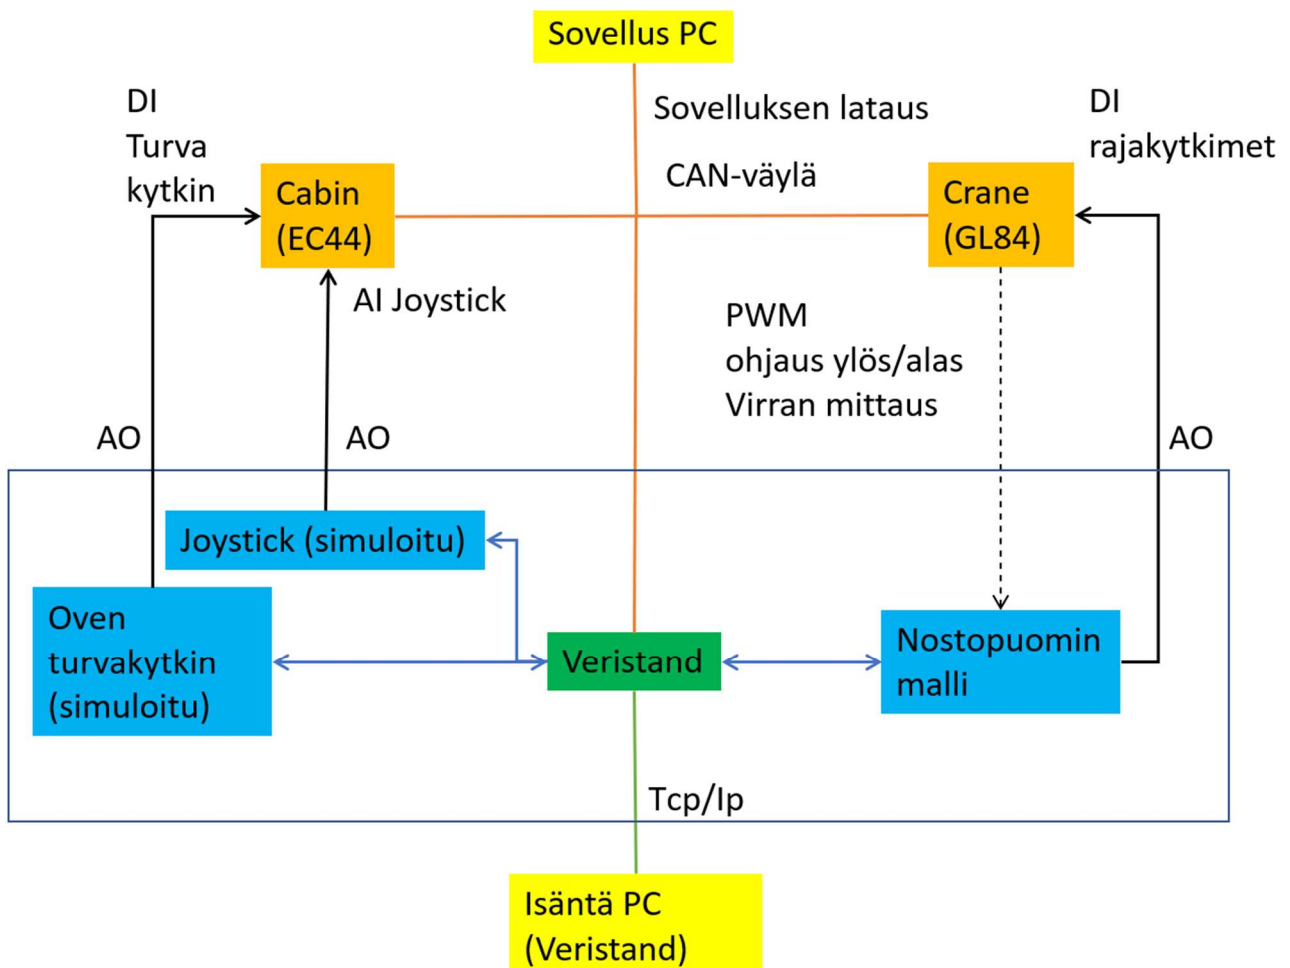 Sovellus PC
DI
Turva
kytkin
Sovelluksen lataus
CAN-väylä
DI
rajakytkimet
Cabin
(EC44)
Crane
(GL84)
AI Joystick
PWM
ohjaus ylös/alas
Virran mittaus
AO
AO
AO
Joystick (simuloitu)
Oven
turvakytkin
(simuloitu)
Veristand
Nostopuomin
malli
Tcp/Ip
Isäntä PC
(Veristand)